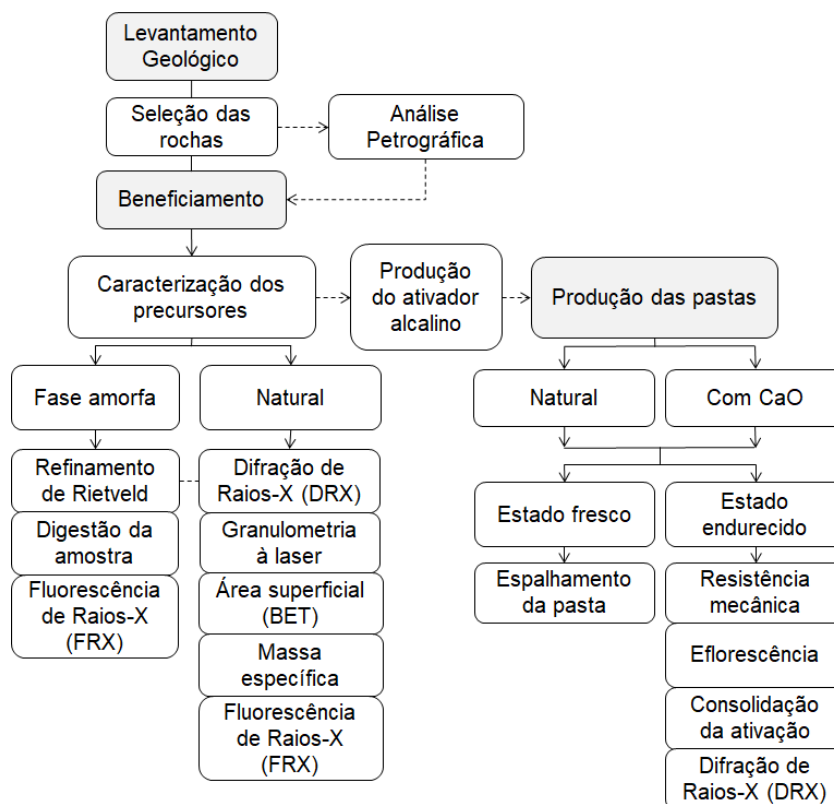 Levantamento
Geológico
Seleção das
rochas
Análise
Petrográfica
Beneficiamento
Caracterização dos
precursores
Produção
do ativador
alcalino
Produção das pastas
Fase amorfa
Natural
Natural
Com CaO
Refinamento
de Rietveld
Digestão da
amostra
Fluorescência
de Raios-X
(FRX)
Difração de
Raios-X (DRX)
Granulometria
à laser
Área superficial
(BET)
Massa
específica
Fluorescência
de Raios-X
(FRX)
Estado fresco
Estado
endurecido
Espalhamento
da pasta
Resistência
mecânica
Eflorescência
Consolidação
da ativação
Difração de
Raios-X (DRX)